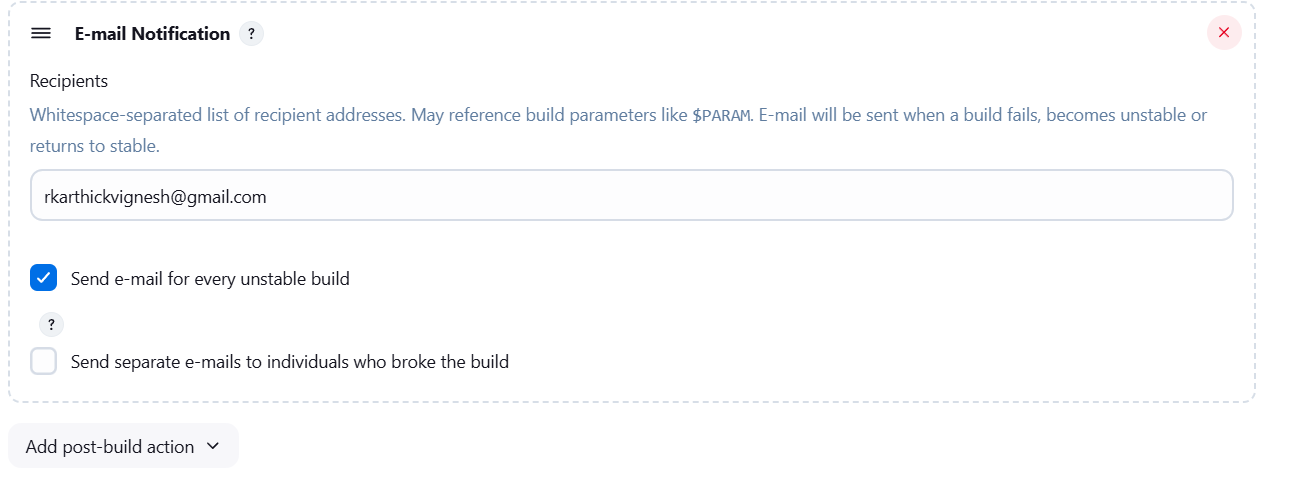 E-mail Notification ?
Recipients
Whitespace-separated list of recipient addresses. May reference build parameters like $PARAM. E-mail will be sent when a build fails, becomes unstable or
returns to stable.
rkarthickvignesh@gmail.com
Send e-mail for every unstable build
?
Send separate e-mails to individuals who broke the build
Add post-build action